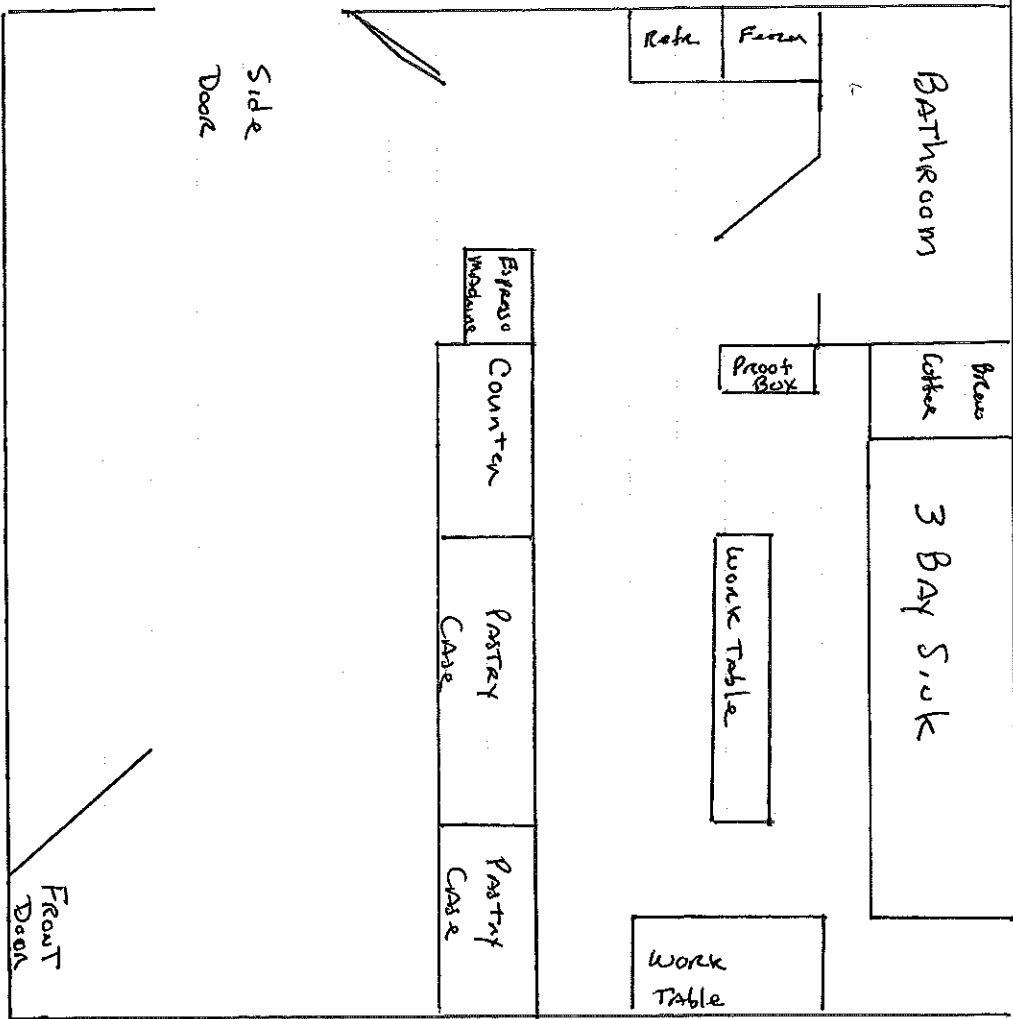 Refr
Freezer
BATHROOM
Side
Door
Espresso
machine
Counter
Proof
Box
Brew
Coffee
3 BAY Sink
PASTRY
CASE
Work Table
PASTRY
CASE
Work
Table
FRONT
DOOR